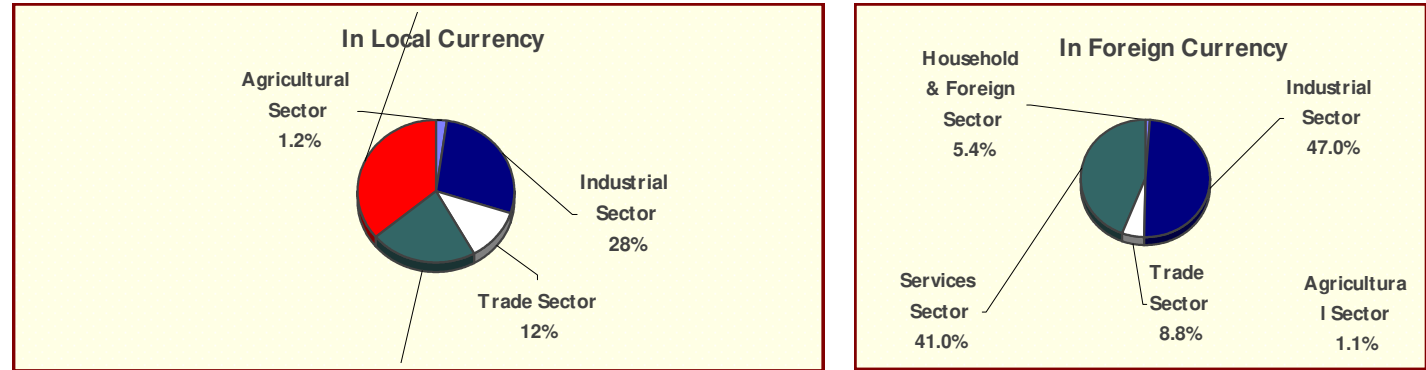 In Local Currency
Agricultural
Sector
1.2%
Industrial
Sector
28%
Trade Sector
12%
In Foreign Currency
Household
& Foreign
Sector
5.4%
Industrial
Sector
47.0%
Services
Sector
41.0%
Trade
Sector
8.8%
Agricultura
l Sector
1.1%